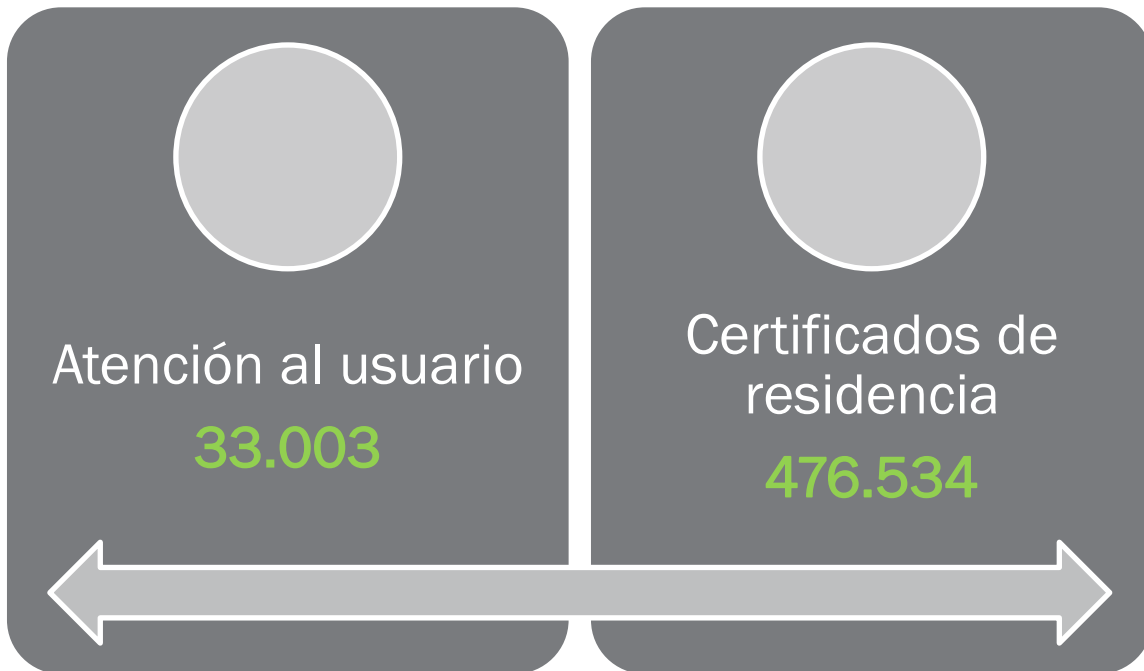 Atención al usuario
33.003
Certificados de
residencia
476.534